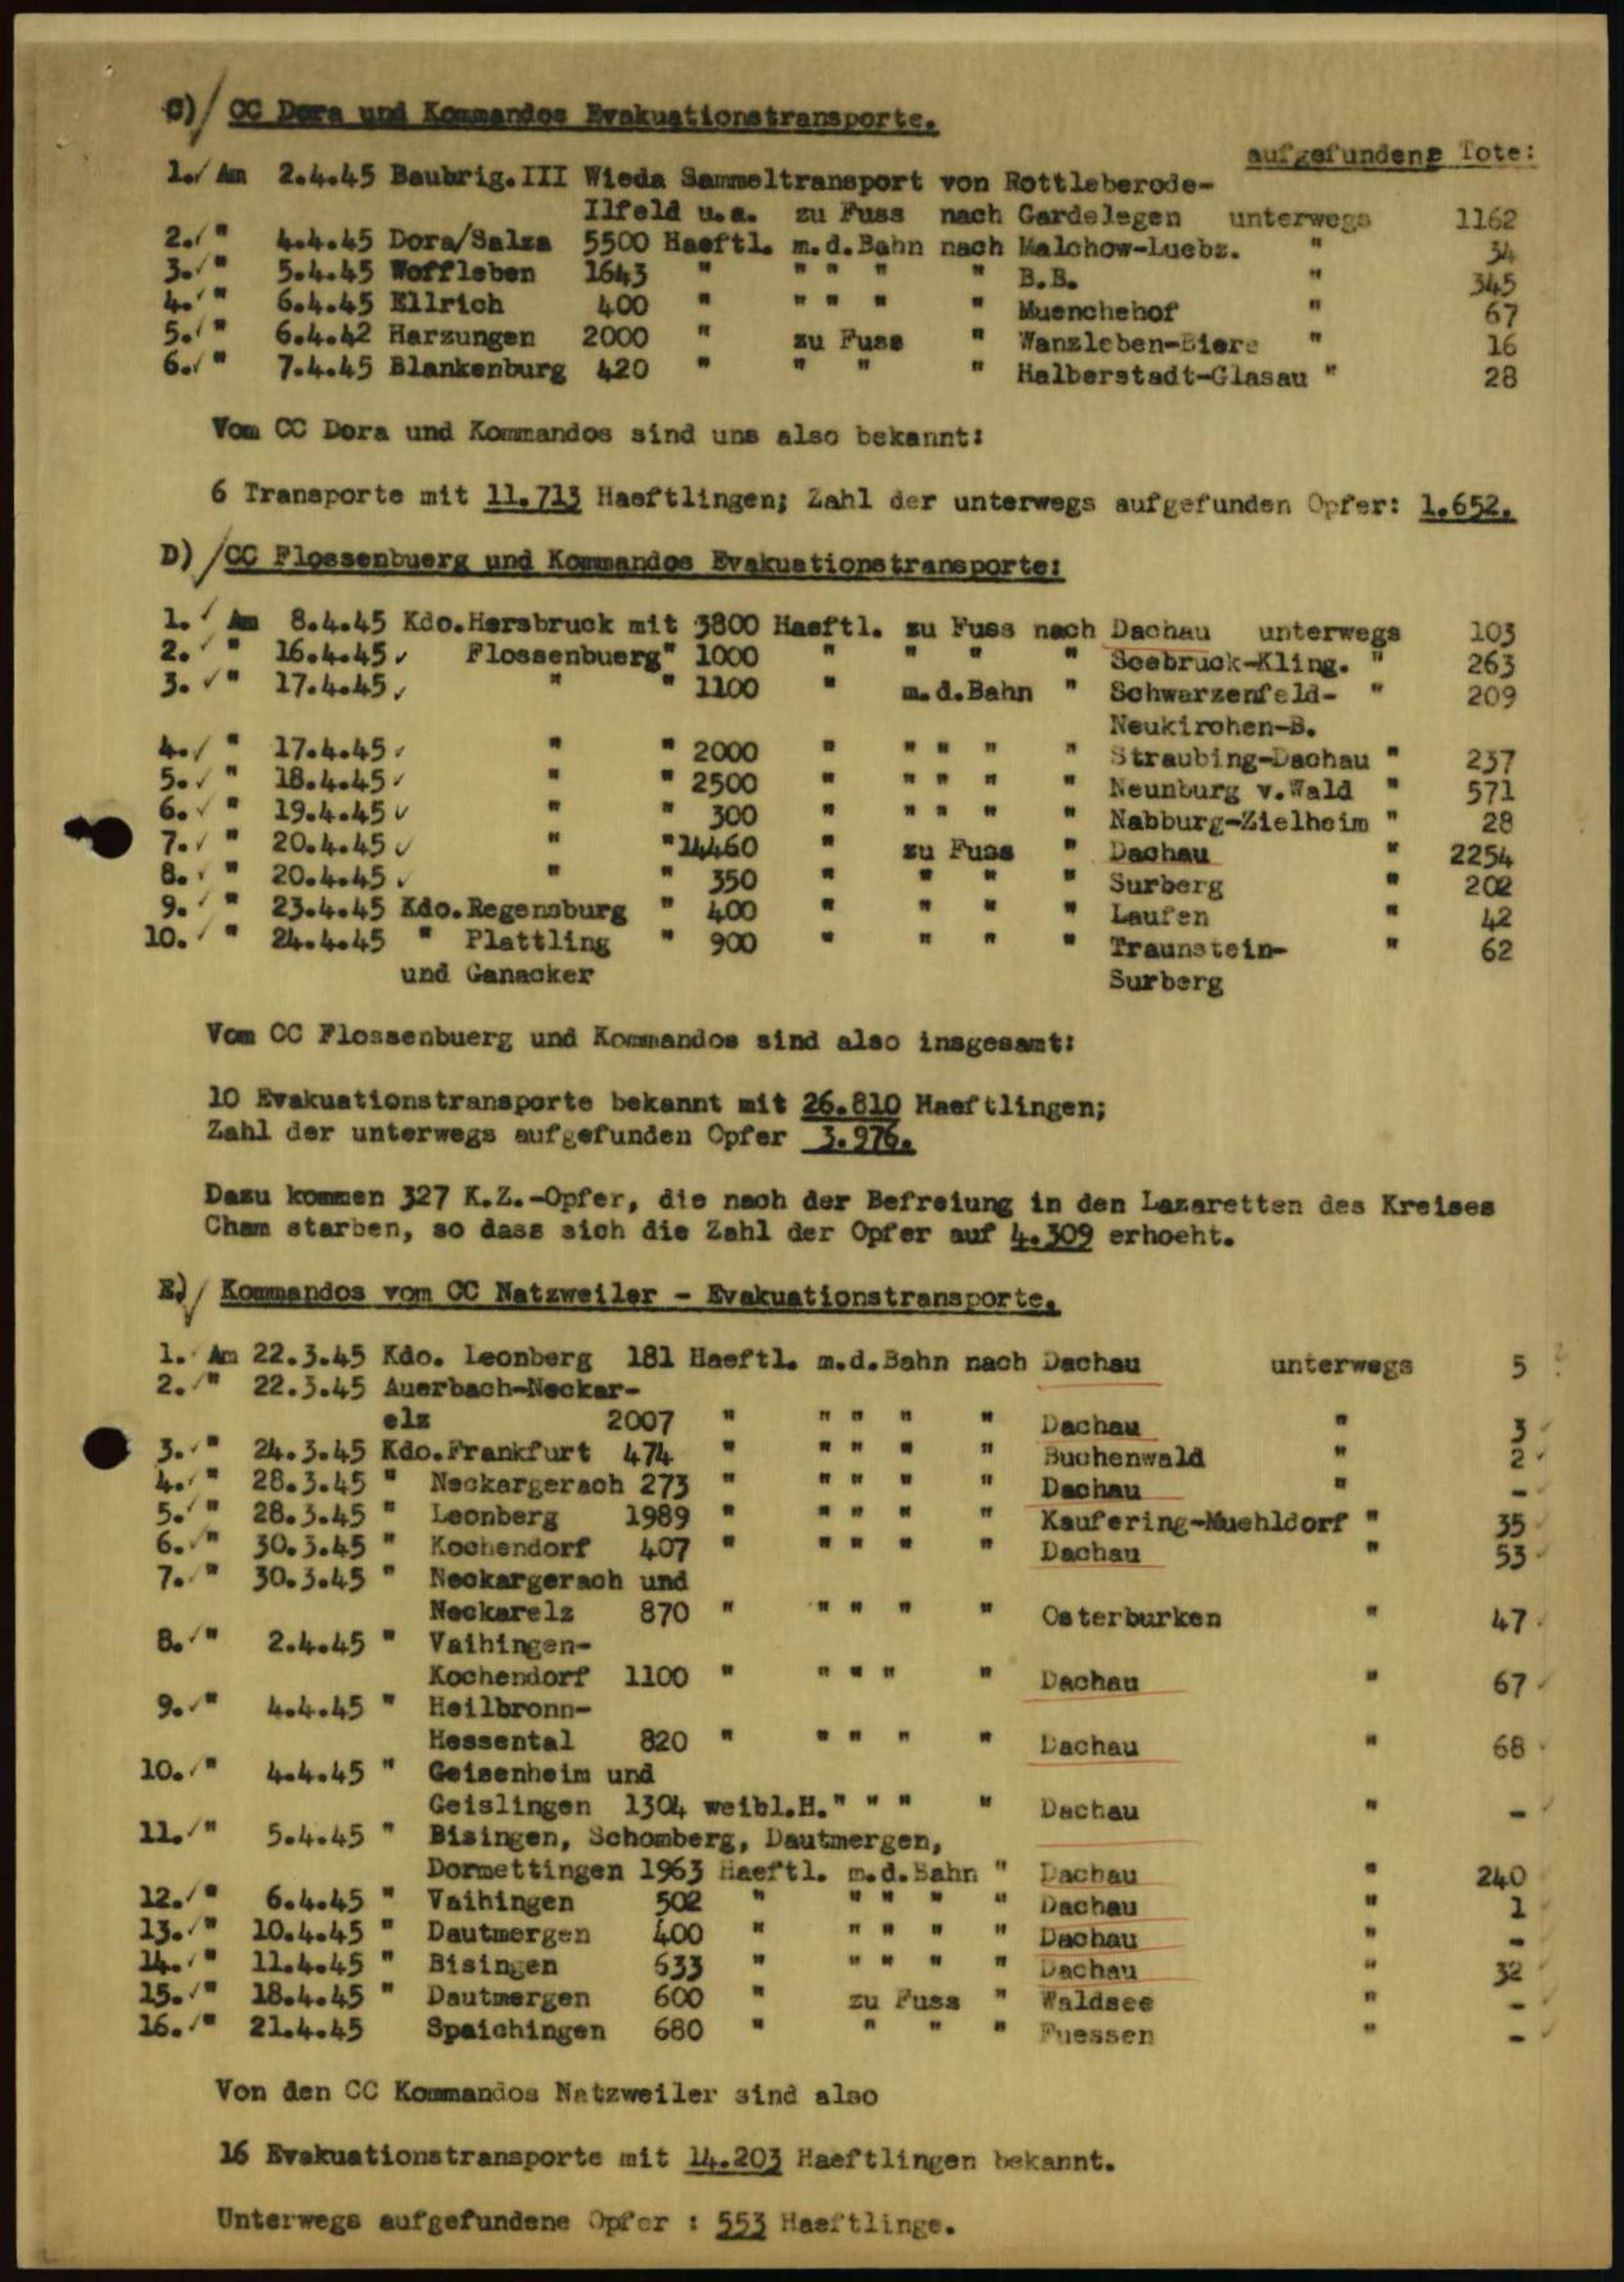 C) CC Dora und Kommandos Evakuationstransporte.
aufgefundene Tote:
1. Am 2.4.45 Baubrig.III Wieda Sammeltransport von Rottleberode-
Ilfeld u.a. zu Fuss nach Gardelegen unterwegs 1162
2. " 4.4.45 Dora/Salza 5500 Haeftl. m.d.Bahn nach Malchow-Luebz. " 34
3. " 5.4.45 Woffleben 1643 " " " " " B.B. " 345
4. " 6.4.45 Ellrich 400 " " " " " Muenchehof " 67
5. " 6.4.42 Harzungen 2000 " zu Fuss " Wanzleben-Biere " 16
6. " 7.4.45 Blankenburg 420 " " " " Halberstadt-Glasau " 28
Vom CC Dora und Kommandos sind uns also bekannt:
6 Transporte mit 11.713 Haeftlingen; Zahl der unterwegs aufgefunden Opfer: 1.652.
D) CC Flossenbuerg und Kommandos Evakuationstransporte:
1. Am 8.4.45 Kdo.Hersbruck mit 3800 Haeftl. zu Fuss nach Dachau unterwegs 103
2. " 16.4.45 Flossenbuerg" 1000 " " " " Seebruck-Kling. " 263
3. " 17.4.45 " " 1100 " m.d.Bahn " Schwarzenfeld- " 209
Neukirchen-B.
4. " 17.4.45 " " 2000 " " " " " Straubing-Dachau " 237
5. " 18.4.45 " " 2500 " " " " " Neunburg v.Wald " 571
6. " 19.4.45 " " 300 " " " " " Nabburg-Zielheim " 28
7. " 20.4.45 " "14460 " zu Fuss " Dachau " 2254
8. " 20.4.45 " " 350 " " " " Surberg " 202
9. " 23.4.45 Kdo.Regensburg " 400 " " " " Laufen " 42
10. " 24.4.45 " Plattling " 900 " " " " Traunstein- " 62
und Ganacker Surberg
Vom CC Flossenbuerg und Kommandos sind also insgesamt:
10 Evakuationstransporte bekannt mit 26.810 Haeftlingen;
Zahl der unterwegs aufgefunden Opfer 3.976.
Dazu kommen 327 K.Z.-Opfer, die nach der Befreiung in den Lazaretten des Kreises
Cham starben, so dass sich die Zahl der Opfer auf 4.309 erhoeht.
E) Kommandos vom CC Natzweiler - Evakuationstransporte.
1. Am 22.3.45 Kdo. Leonberg 181 Haeftl. m.d.Bahn nach Dachau unterwegs 5
2. " 22.3.45 Auerbach-Neckar-
elz 2007 " " " " " Dachau " 3
3. " 24.3.45 Kdo.Frankfurt 474 " " " " " Buchenwald " 2
4. " 28.3.45 " Neckargerach 273 " " " " " Dachau " -
5. " 28.3.45 " Leonberg 1989 " " " " " Kaufering-Muehldorf " 35
6. " 30.3.45 " Kochendorf 407 " " " " " Dachau " 53
7. " 30.3.45 " Neckargerach und
Neckarelz 870 " " " " " Osterburken " 47
8. " 2.4.45 " Vaihingen-
Kochendorf 1100 " " " " " Dachau " 67
9. " 4.4.45 " Heilbronn-
Hessental 820 " " " " " Dachau " 68
10. " 4.4.45 " Geisenheim und
Geislingen 1304 weibl.H." " " " Dachau " -
11. " 5.4.45 " Bisingen, Schomberg, Dautmergen,
Dormettingen 1963 Haeftl. m.d.Bahn " Dachau " 240
12. " 6.4.45 " Vaihingen 502 " " " " " Dachau " 1
13. " 10.4.45 " Dautmergen 400 " " " " " Dachau " -
14. " 11.4.45 " Bisingen 633 " " " " " Dachau " 32
15. " 18.4.45 " Dautmergen 600 " zu Fuss " Waldsee " -
16. " 21.4.45 Spaichingen 680 " " " " Fuessen " -
Von den CC Kommandos Natzweiler sind also
16 Evakuationstransporte mit 14.203 Haeftlingen bekannt.
Unterwegs aufgefundene Opfer : 553 Haeftlinge.